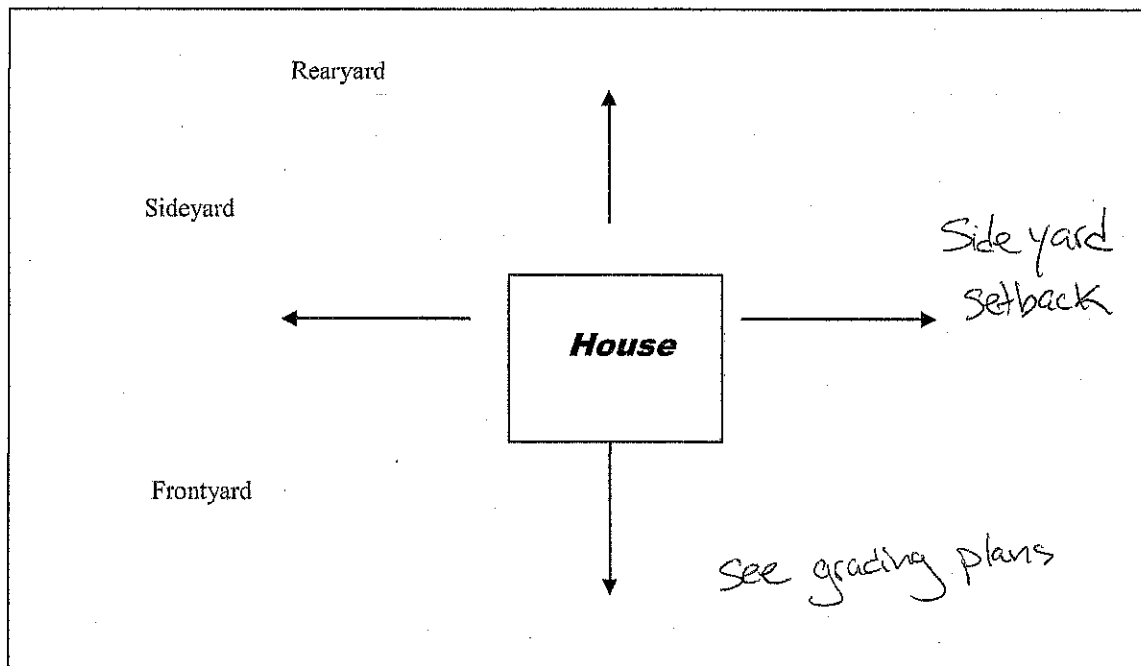 Rearyard
Sideyard
Side yard
setback
House
Frontyard
see grading plans